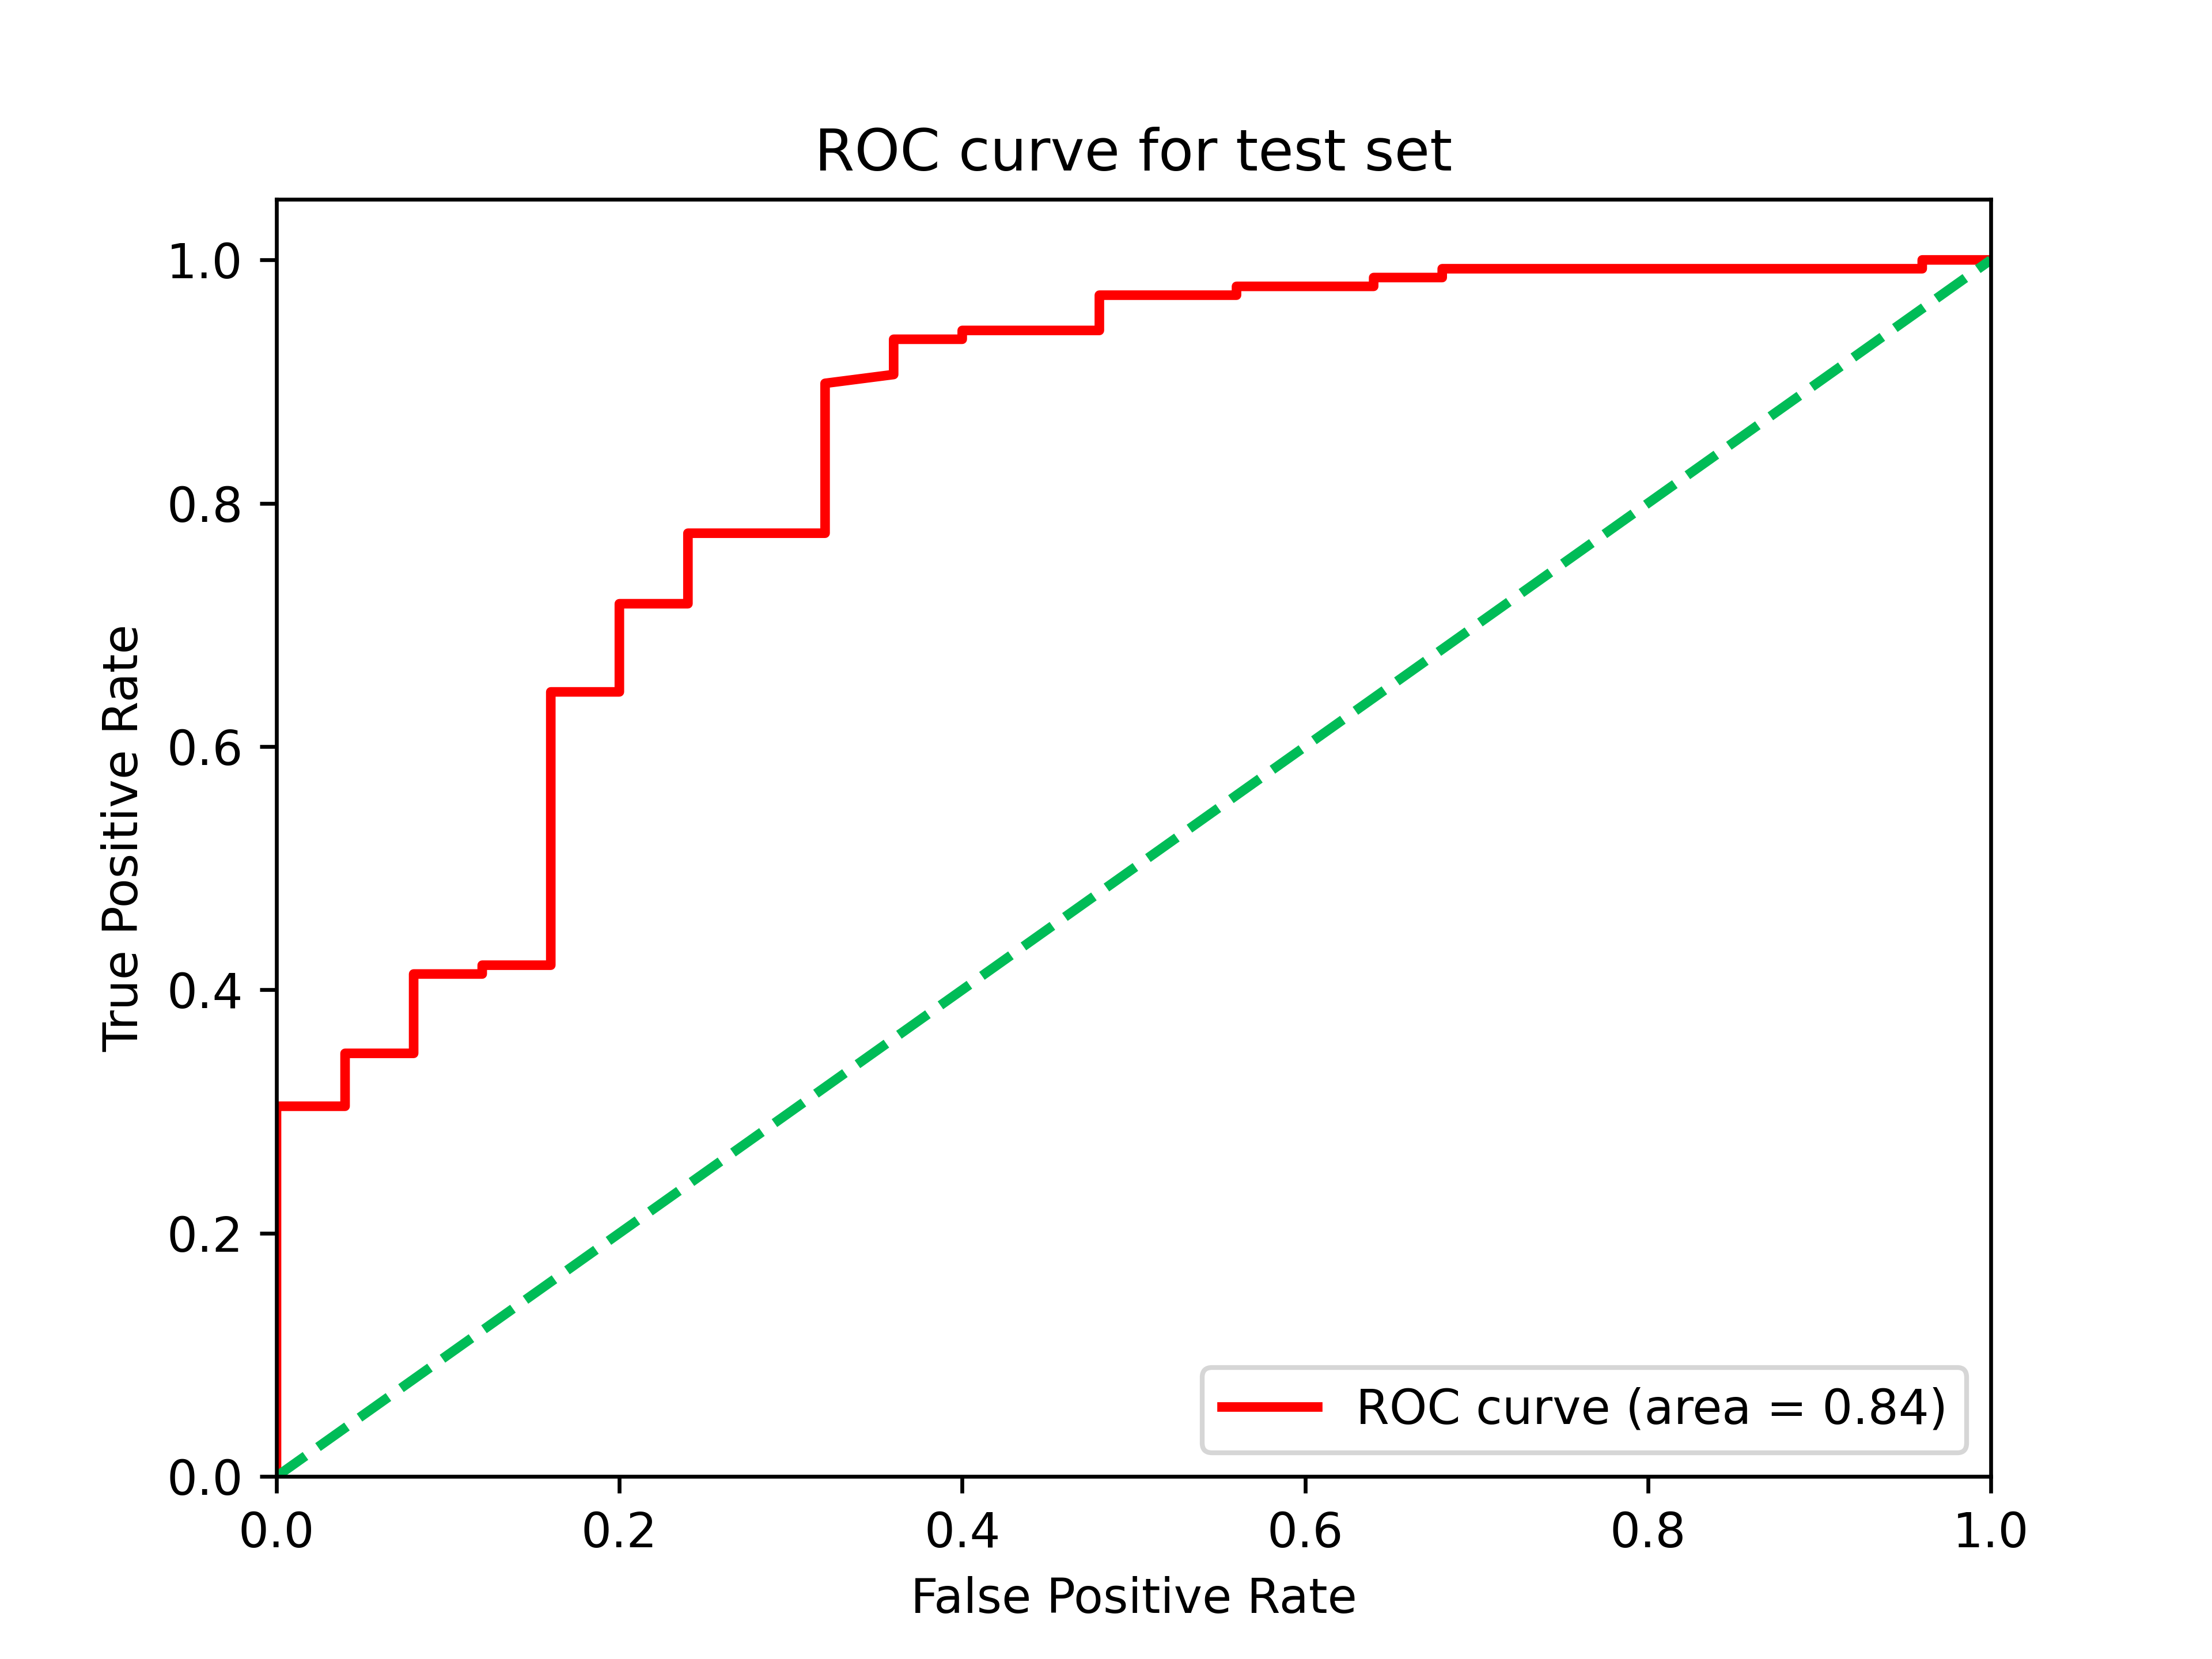 ROC curve for test set
1.0
0.8
0.6
0.4
0.2
0.0
True Positive Rate
ROC curve (area = 0.84)
0.0 0.2 0.4 0.6 0.8 1.0
False Positive Rate